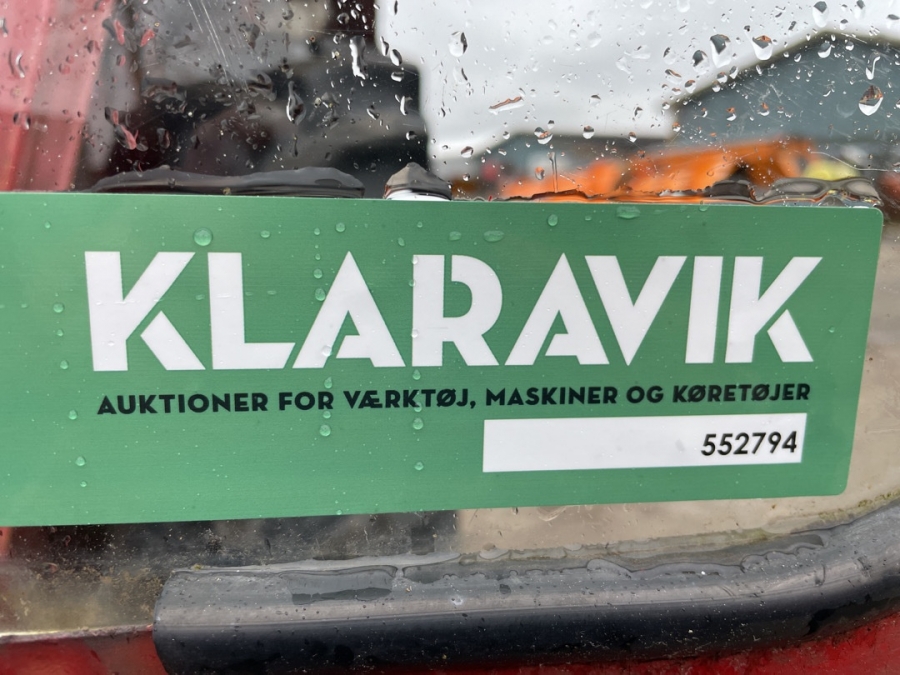 KLARAVIK
AUKTIONER FOR VÆRKTØJ, MASKINER OG KØRETØJER
552794